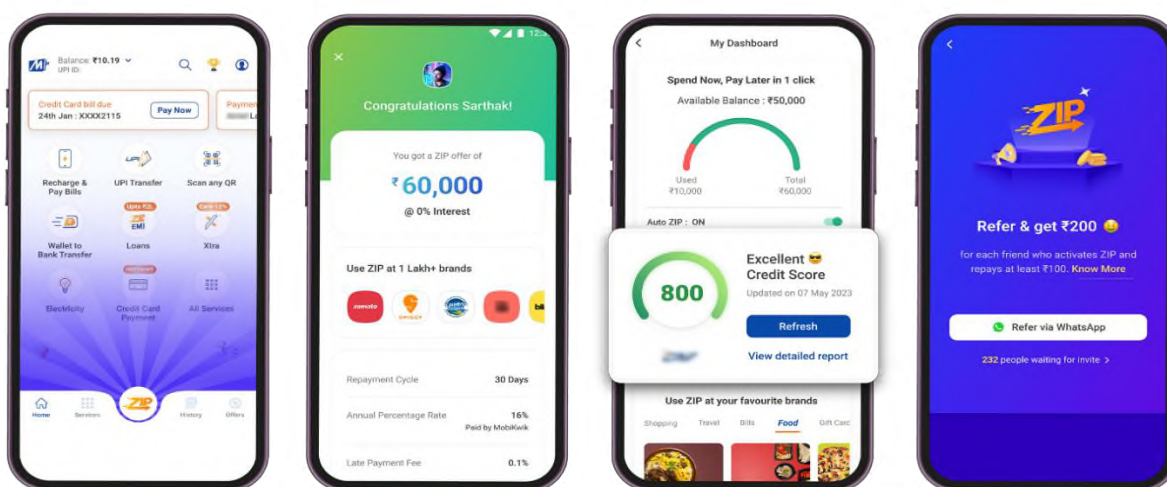 Balance: ₹10.19
UPI ID:
Credit Card bill due
24th Jan : XXXX2115
Pay Now
Recharge &
Pay Bills
UPI Transfer
Scan any QR
UPI
ZIP
EMI
Wallet to
Bank Transfer
Loans
Xtra
Electricity
Credit Card
Payment
All Services
Home
Services
ZIP
History
Offers
Congratulations Sarthak!
You got a ZIP offer of
₹60,000
@ 0% Interest
Use ZIP at 1 Lakh+ brands
zomato
SWIGGY
Repayment Cycle
30 Days
Annual Percentage Rate
16%
Paid by MobiKwik
Late Payment Fee
0.1%
My Dashboard
Spend Now, Pay Later in 1 click
Available Balance : ₹50,000
Used
₹10,000
Total
₹60,000
Auto ZIP : ON
800
Excellent 😎
Credit Score
Updated on 07 May 2023
Refresh
View detailed report
Use ZIP at your favourite brands
Shopping
Travel
Bills
Food
Gift Card
ZIP
Refer & get ₹200 🤑
for each friend who activates ZIP and
repays at least ₹100. Know More
Refer via WhatsApp
232 people waiting for invite >